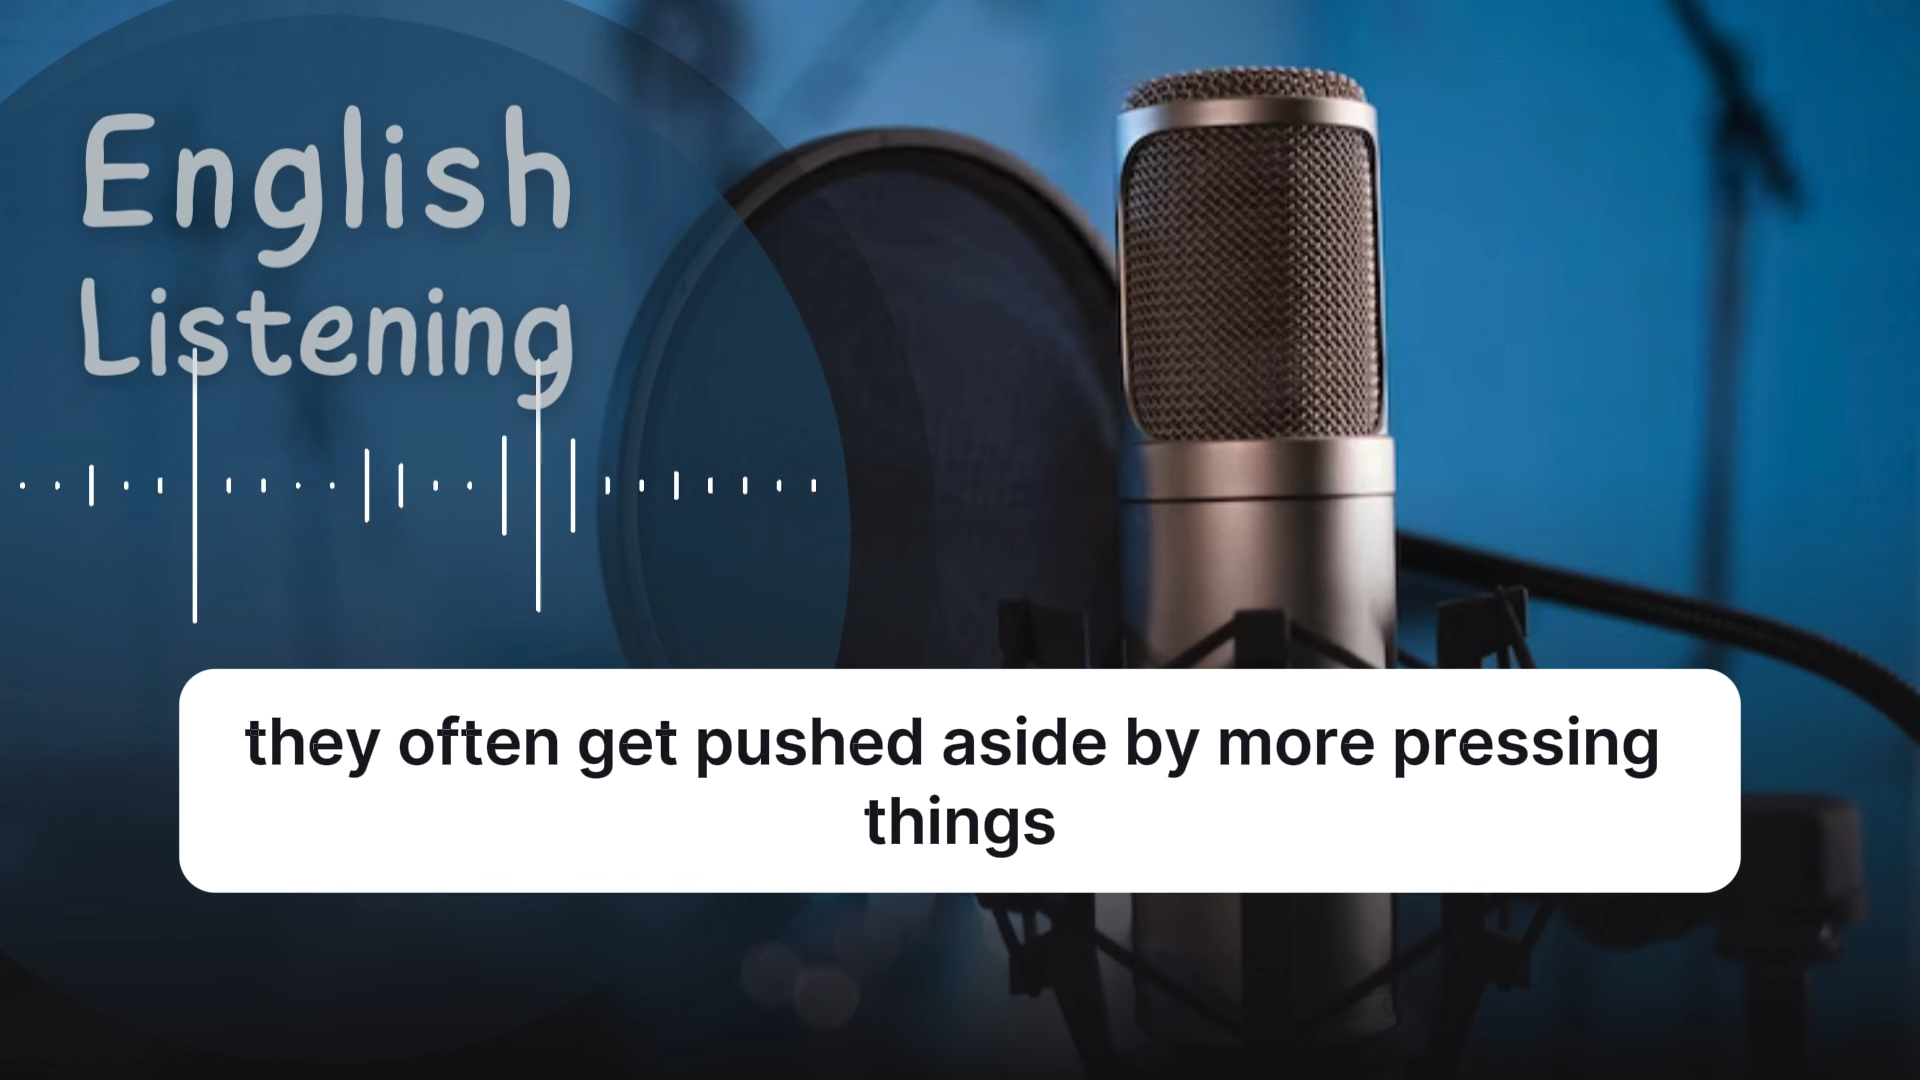 English
Listening
they often get pushed aside by more pressing
things